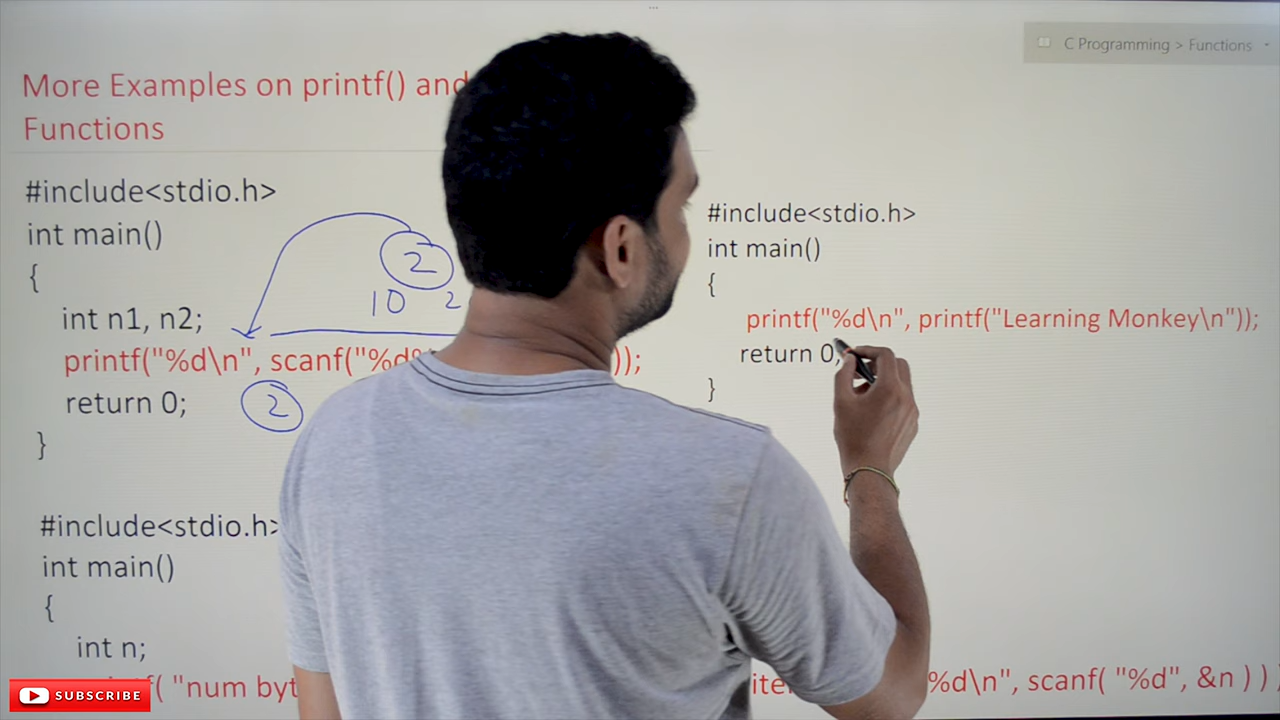 C Programming > Functions
More Examples on printf() and
Functions
#include<stdio.h>
int main()
{
2
10 2
int n1, n2;
printf("%d\n", scanf("%d% ));
return 0;
2
}
#include<stdio.h>
int main()
{
printf("%d\n", printf("Learning Monkey\n"));
return 0;
}
#include<stdio.h>
int main()
{
int n;
( "num byt %d\n", scanf( "%d", &n ) )
SUBSCRIBE